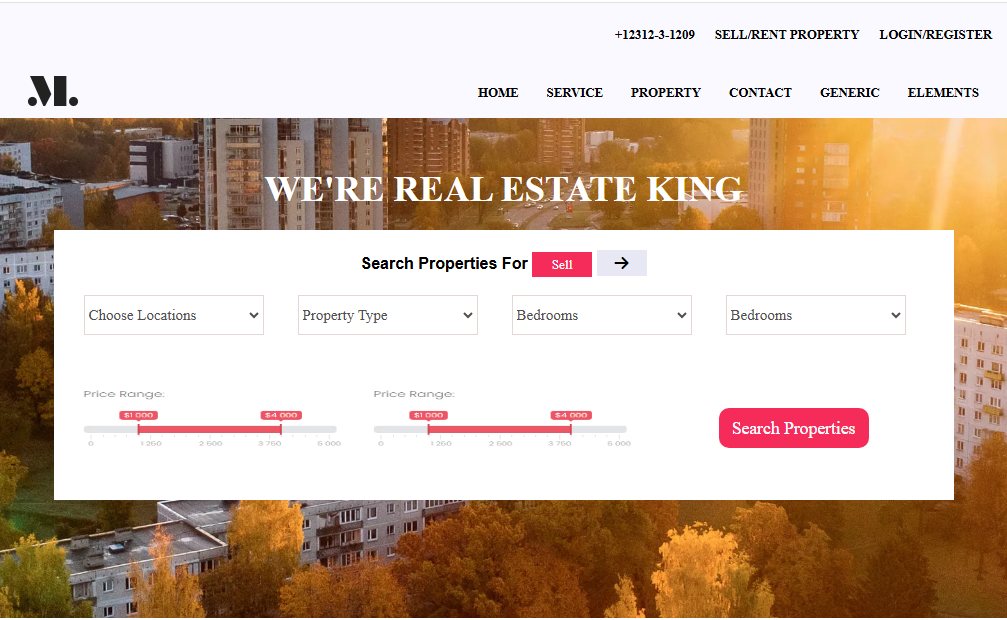 +12312-3-1209 SELL/RENT PROPERTY LOGIN/REGISTER
M.
HOME SERVICE PROPERTY CONTACT GENERIC ELEMENTS
WE'RE REAL ESTATE KING
Search Properties For Sell
Choose Locations Property Type Bedrooms Bedrooms
Price Range: Price Range:
$1 000 $4 000 $1 000 $4 000
Search Properties
0 1 250 2 500 3 750 5 000 0 1 250 2 500 3 750 5 000